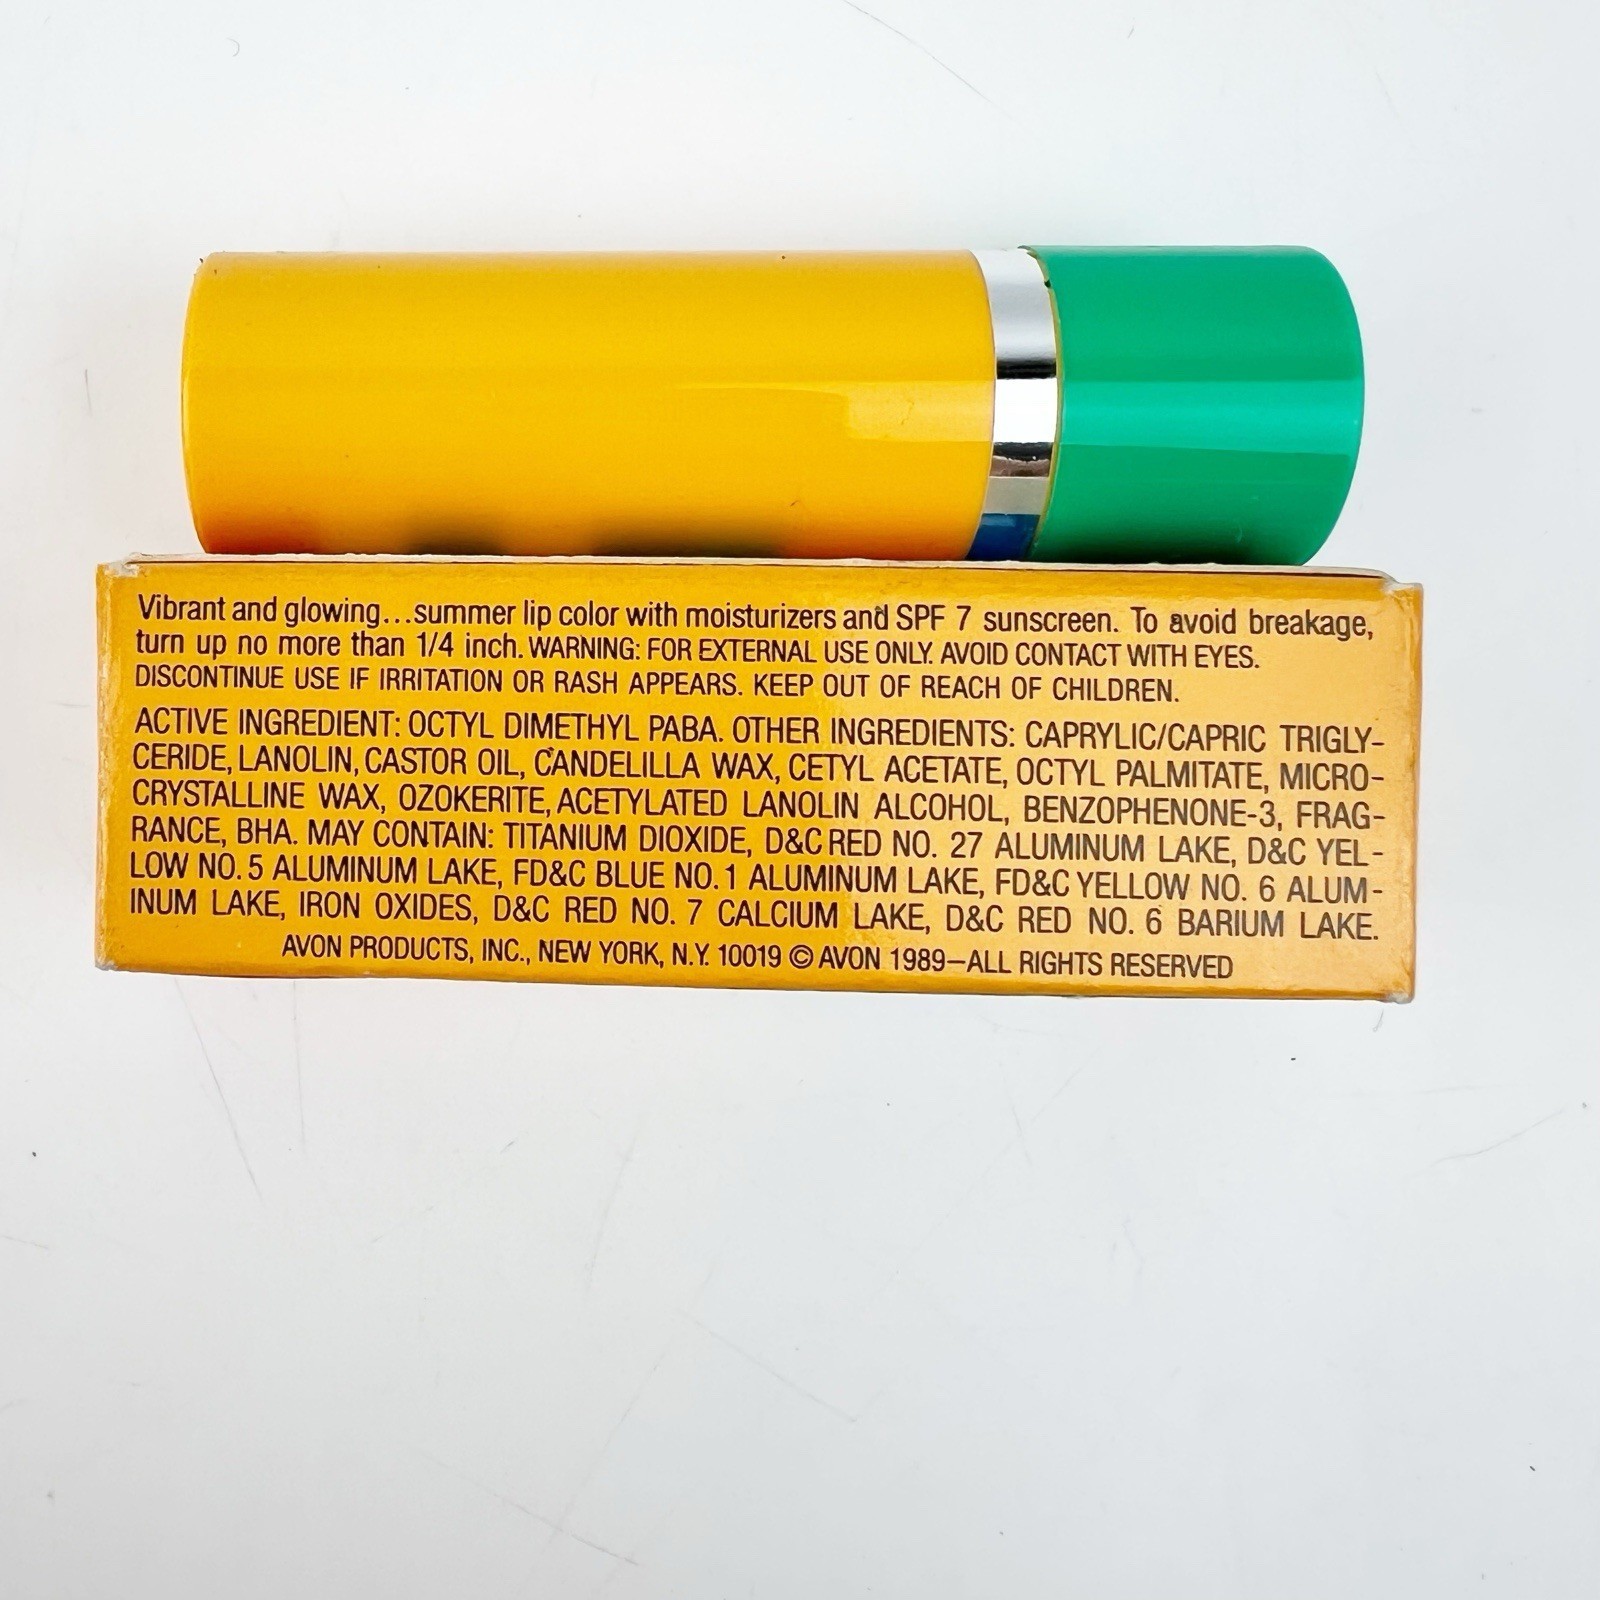 Vibrant and glowing...summer lip color with moisturizers and SPF 7 sunscreen. To avoid breakage,
turn up no more than 1/4 inch. WARNING: FOR EXTERNAL USE ONLY. AVOID CONTACT WITH EYES.
DISCONTINUE USE IF IRRITATION OR RASH APPEARS. KEEP OUT OF REACH OF CHILDREN.
ACTIVE INGREDIENT: OCTYL DIMETHYL PABA. OTHER INGREDIENTS: CAPRYLIC/CAPRIC TRIGLY-
CERIDE, LANOLIN, CASTOR OIL, CANDELILLA WAX, CETYL ACETATE, OCTYL PALMITATE, MICRO-
CRYSTALLINE WAX, OZOKERITE, ACETYLATED LANOLIN ALCOHOL, BENZOPHENONE-3, FRAG-
RANCE, BHA. MAY CONTAIN: TITANIUM DIOXIDE, D&C RED NO. 27 ALUMINUM LAKE, D&C YEL-
LOW NO. 5 ALUMINUM LAKE, FD&C BLUE NO. 1 ALUMINUM LAKE, FD&C YELLOW NO. 6 ALUM-
INUM LAKE, IRON OXIDES, D&C RED NO. 7 CALCIUM LAKE, D&C RED NO. 6 BARIUM LAKE.
AVON PRODUCTS, INC., NEW YORK, N.Y. 10019 © AVON 1989—ALL RIGHTS RESERVED